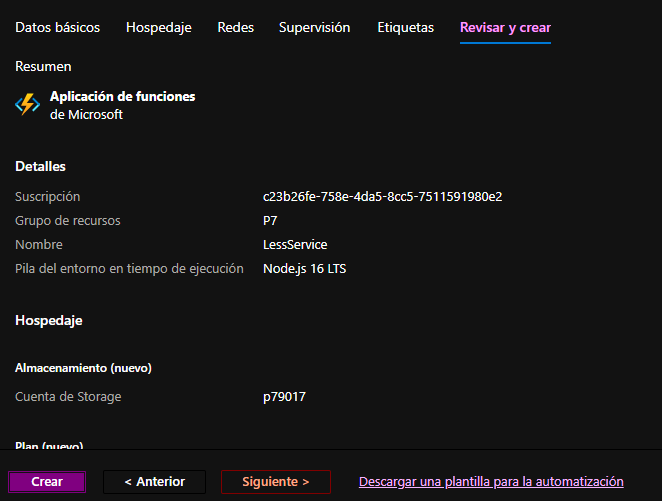 Datos básicos Hospedaje Redes Supervisión Etiquetas Revisar y crear
Resumen
Aplicación de funciones
de Microsoft
Detalles
Suscripción c23b26fe-758e-4da5-8cc5-7511591980e2
Grupo de recursos P7
Nombre LessService
Pila del entorno en tiempo de ejecución Node.js 16 LTS
Hospedaje
Almacenamiento (nuevo)
Cuenta de Storage p79017
Plan (nuevo)
Crear < Anterior Siguiente > Descargar una plantilla para la automatización